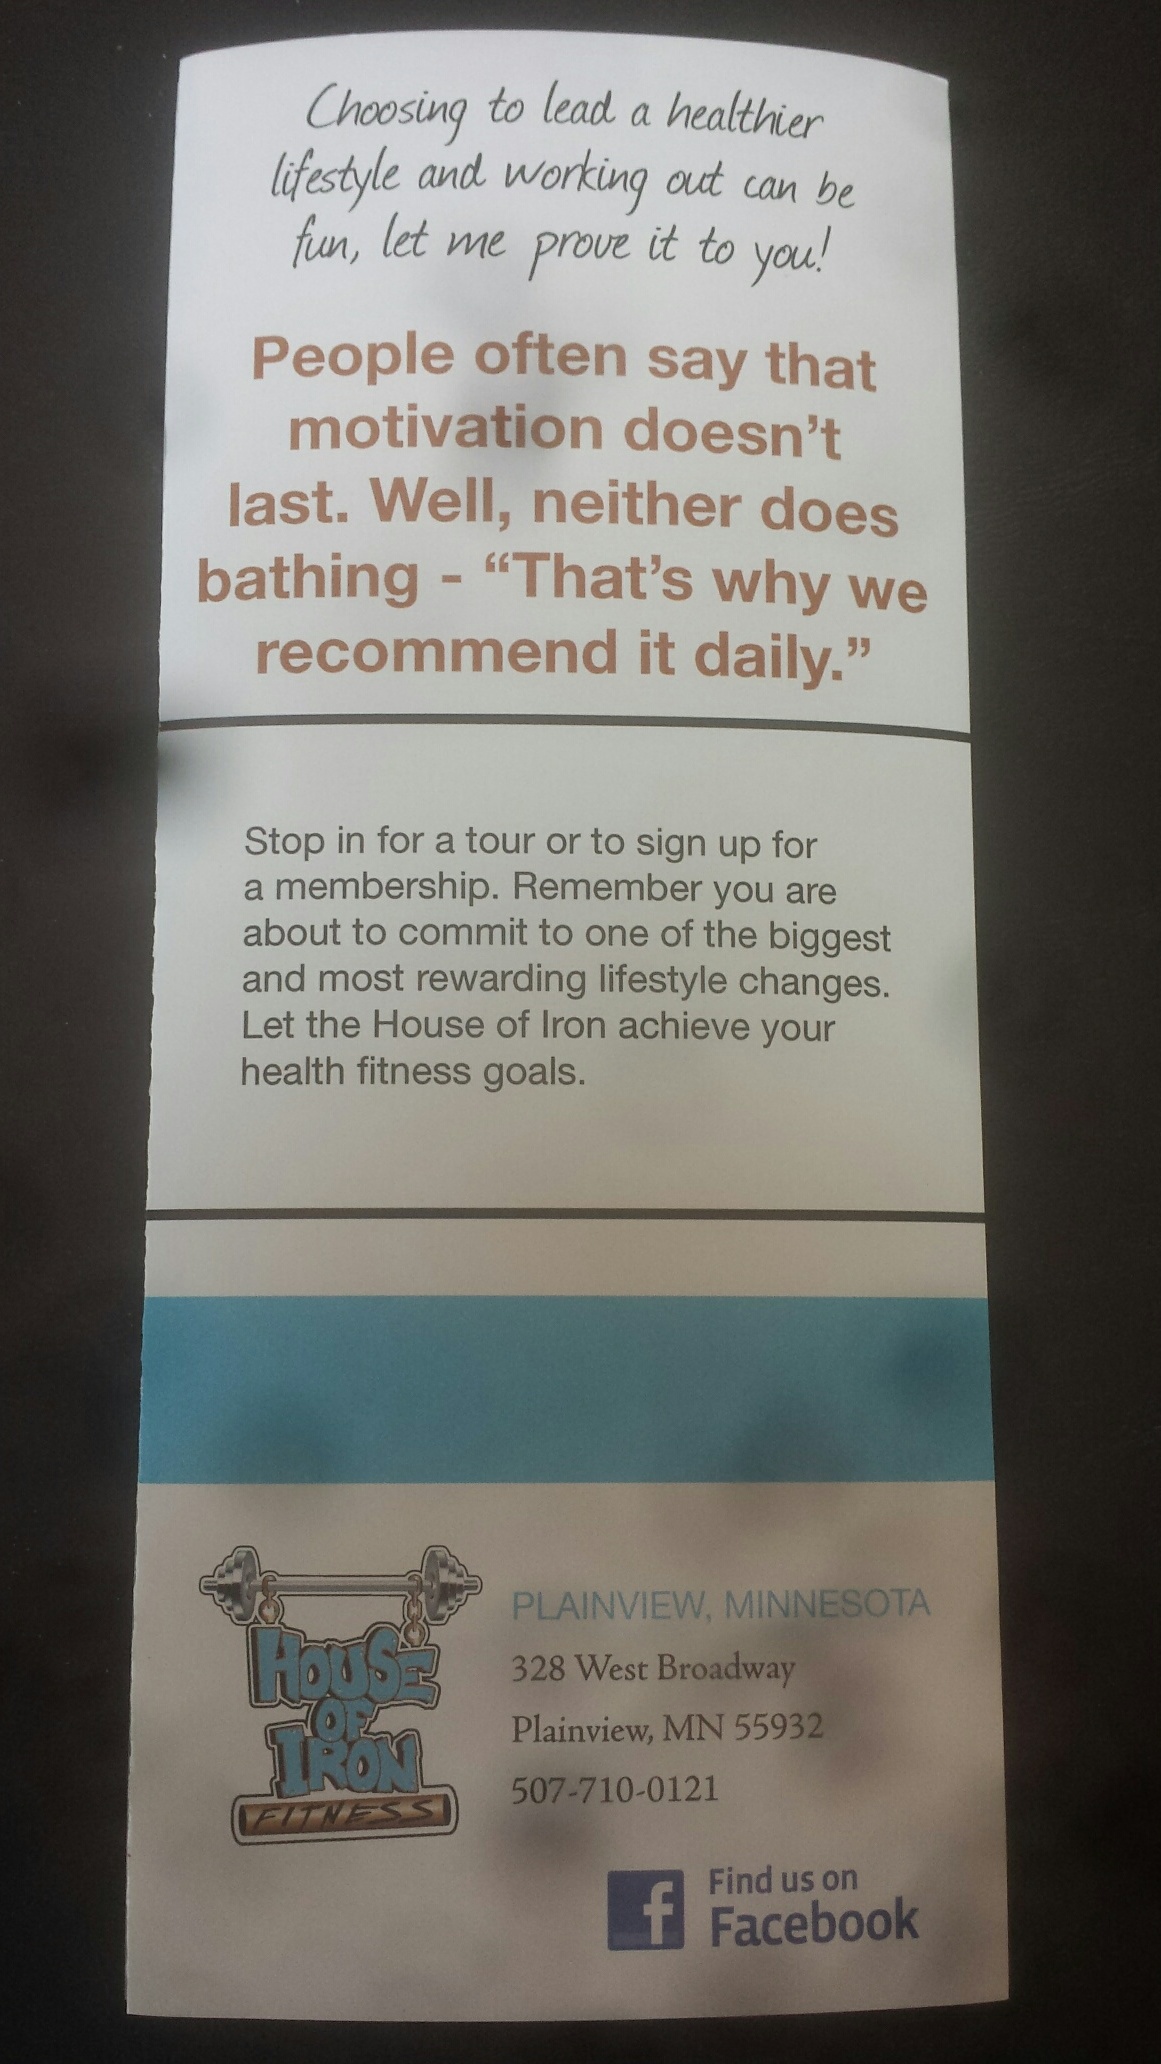 Choosing to lead a healthier
lifestyle and working out can be
fun, let me prove it to you!
People often say that
motivation doesn't
last. Well, neither does
bathing - “That's why we
recommend it daily.”
Stop in for a tour or to sign up for
a membership. Remember you are
about to commit to one of the biggest
and most rewarding lifestyle changes.
Let the House of Iron achieve your
health fitness goals.
HOUSE
OF
IRON
FITNESS
PLAINVIEW, MINNESOTA
328 West Broadway
Plainview, MN 55932
507-710-0121
f
Find us on
Facebook